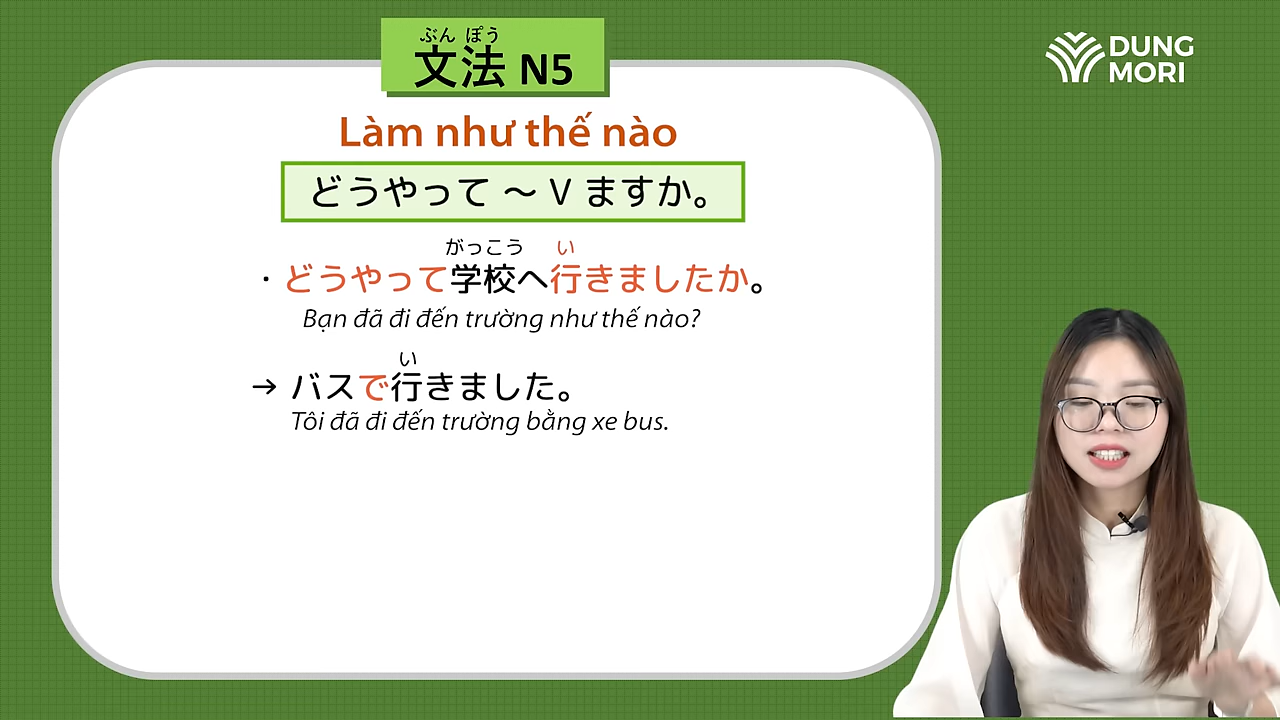 ぶん ぽう
文法 N5
DUNG
MORI
Làm như thế nào
どうやって ~ V ますか。
がっこう い
・どうやって学校へ行きましたか。
Bạn đã đi đến trường như thế nào?
い
→ バスで行きました。
Tôi đã đi đến trường bằng xe bus.